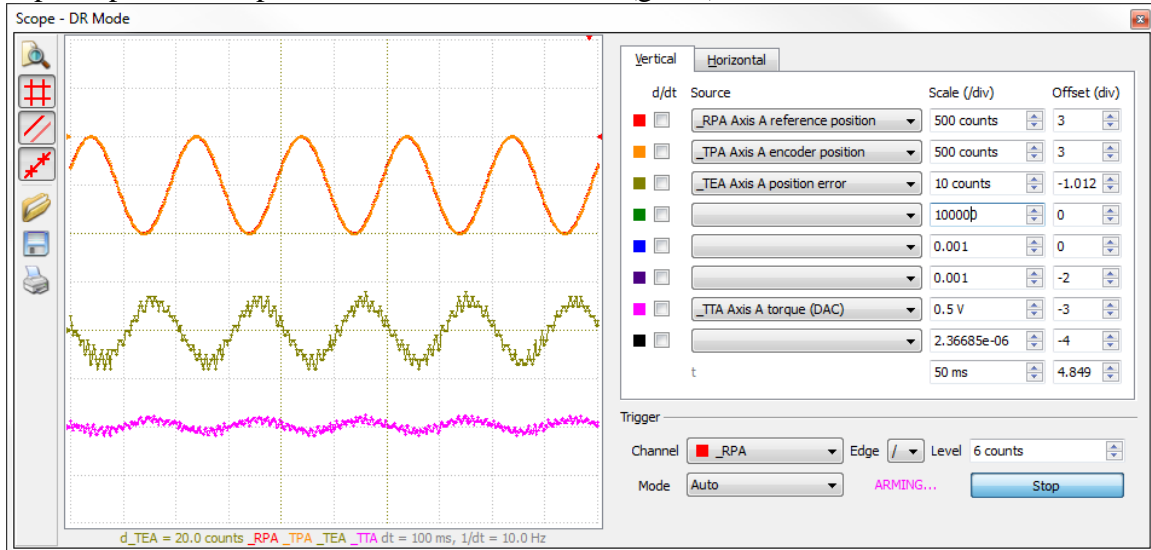 Scope - DR Mode
Vertical Horizontal
d/dt Source Scale (/div) Offset (div)
_RPA Axis A reference position 500 counts 3
_TPA Axis A encoder position 500 counts 3
_TEA Axis A position error 10 counts -1.012
100000 0
0.001 0
0.001 -2
_TTA Axis A torque (DAC) 0.5 V -3
2.36685e-06 -4
t 50 ms 4.849
Trigger
Channel _RPA Edge / Level 6 counts
Mode Auto ARMING... Stop
d_TEA = 20.0 counts _RPA _TPA _TEA _TTA dt = 100 ms, 1/dt = 10.0 Hz